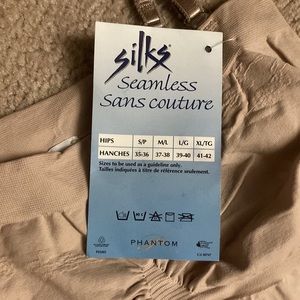 silks
Seamless
Sans couture
HIPS S/P M/L L/G XL/TG
HANCHES 35-36 37-38 39-40 41-42
Sizes to be used as a guideline only.
Tailles indiquées à titre de référence seulement.
PHANTOM